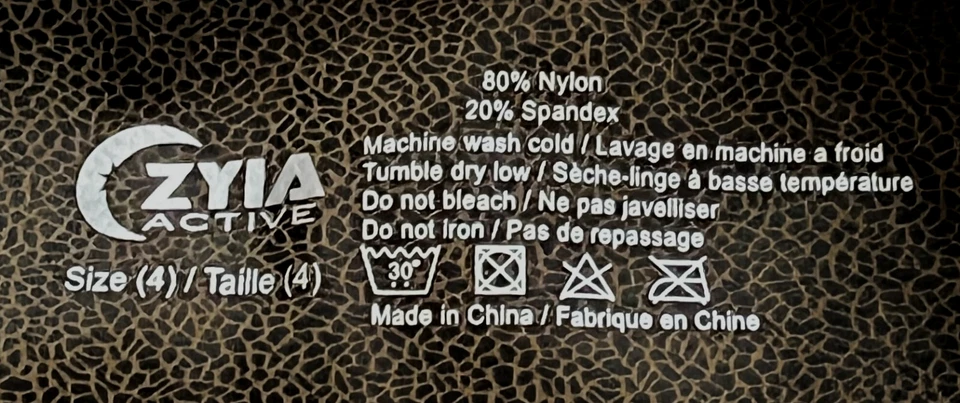 ZYIA
ACTIVE
Size (4) / Taille (4)
80% Nylon
20% Spandex
Machine wash cold / Lavage en machine a froid
Tumble dry low / Sèche-linge à basse température
Do not bleach / Ne pas javelliser
Do not iron / Pas de repassage
30°
Made in China / Fabrique en Chine